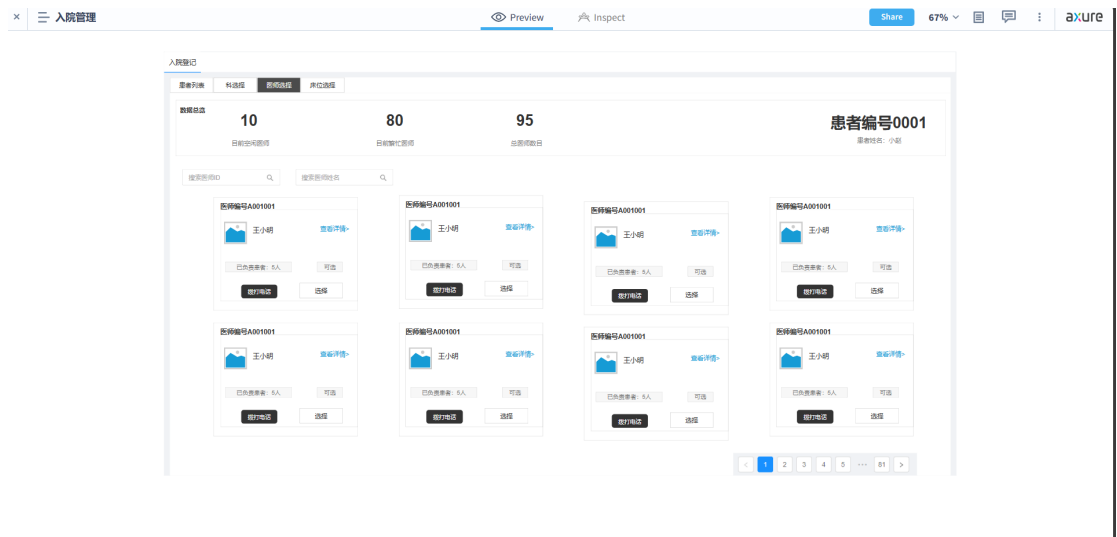 入院管理 Preview Inspect Share 67% axure
入院登记
患者列表 科选择 医师选择 床位选择
数据总览
10 80 95 患者编号0001
目前空闲医师 目前繁忙医师 总医师数目 患者姓名：小赵
搜索医师ID 搜索医师姓名
医师编号A001001 医师编号A001001 医师编号A001001 医师编号A001001
王小明 查看详情> 王小明 查看详情> 王小明 查看详情> 王小明 查看详情>
已负责患者：5人 可选 已负责患者：5人 可选 已负责患者：5人 可选 已负责患者：5人 可选
拨打电话 选择 拨打电话 选择 拨打电话 选择 拨打电话 选择
医师编号A001001 医师编号A001001 医师编号A001001 医师编号A001001
王小明 查看详情> 王小明 查看详情> 王小明 查看详情> 王小明 查看详情>
已负责患者：5人 可选 已负责患者：5人 可选 已负责患者：5人 可选 已负责患者：5人 可选
拨打电话 选择 拨打电话 选择 拨打电话 选择 拨打电话 选择
< 1 2 3 4 5 ··· 81 >